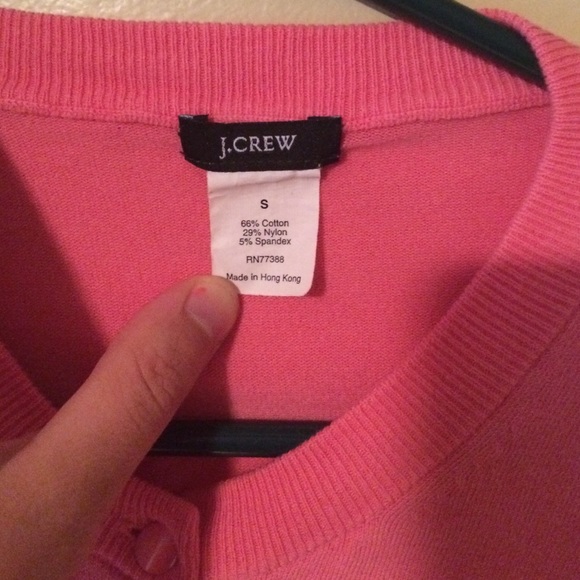 J.CREW
S
66% Cotton
29% Nylon
5% Spandex
RN77388
Made in Hong Kong